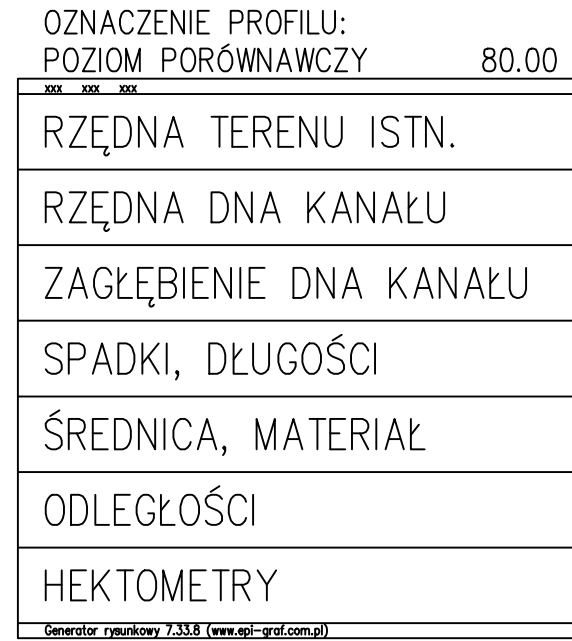 OZNACZENIE PROFILU:
POZIOM PORÓWNAWCZY 80.00
xxx xxx xxx
RZĘDNA TERENU ISTN.
RZĘDNA DNA KANAŁU
ZAGŁĘBIENIE DNA KANAŁU
SPADKI, DŁUGOŚCI
ŚREDNICA, MATERIAŁ
ODLEGŁOŚCI
HEKTOMETRY
Generator rysunkowy 7.33.8 (www.epi-graf.com.pl)